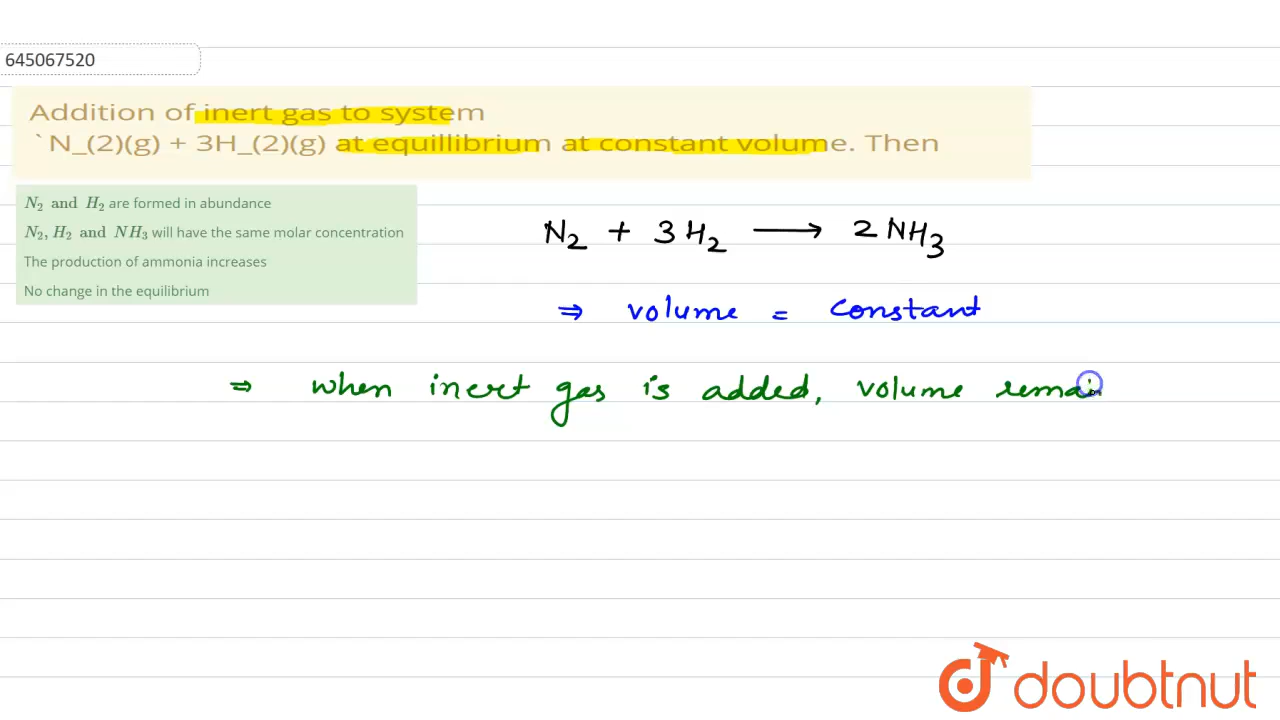 645067520
Addition of inert gas to system
`N_(2)(g) + 3H_(2)(g) at equillibrium at constant volume. Then
N₂ and H₂ are formed in abundance
N₂, H₂ and NH₃ will have the same molar concentration
The production of ammonia increases
No change in the equilibrium
N₂ + 3H₂ → 2NH₃
⇒ volume = constant
⇒ when inert gas is added, volume remai
doubtnut